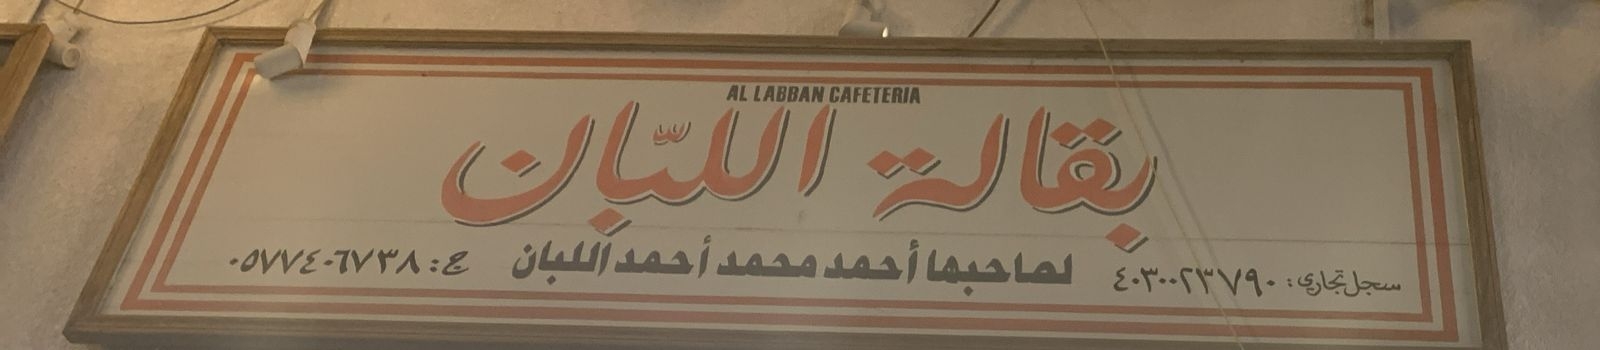 AL LABBAN CAFETERIA
بقالة اللبّان
سجل تجاري: ٤٠٣٠٠٢٣٧٩٠ لصاحبها أحمد محمد أحمد اللبان ج: ٠٥٧٧٤٠٦٧٣٨